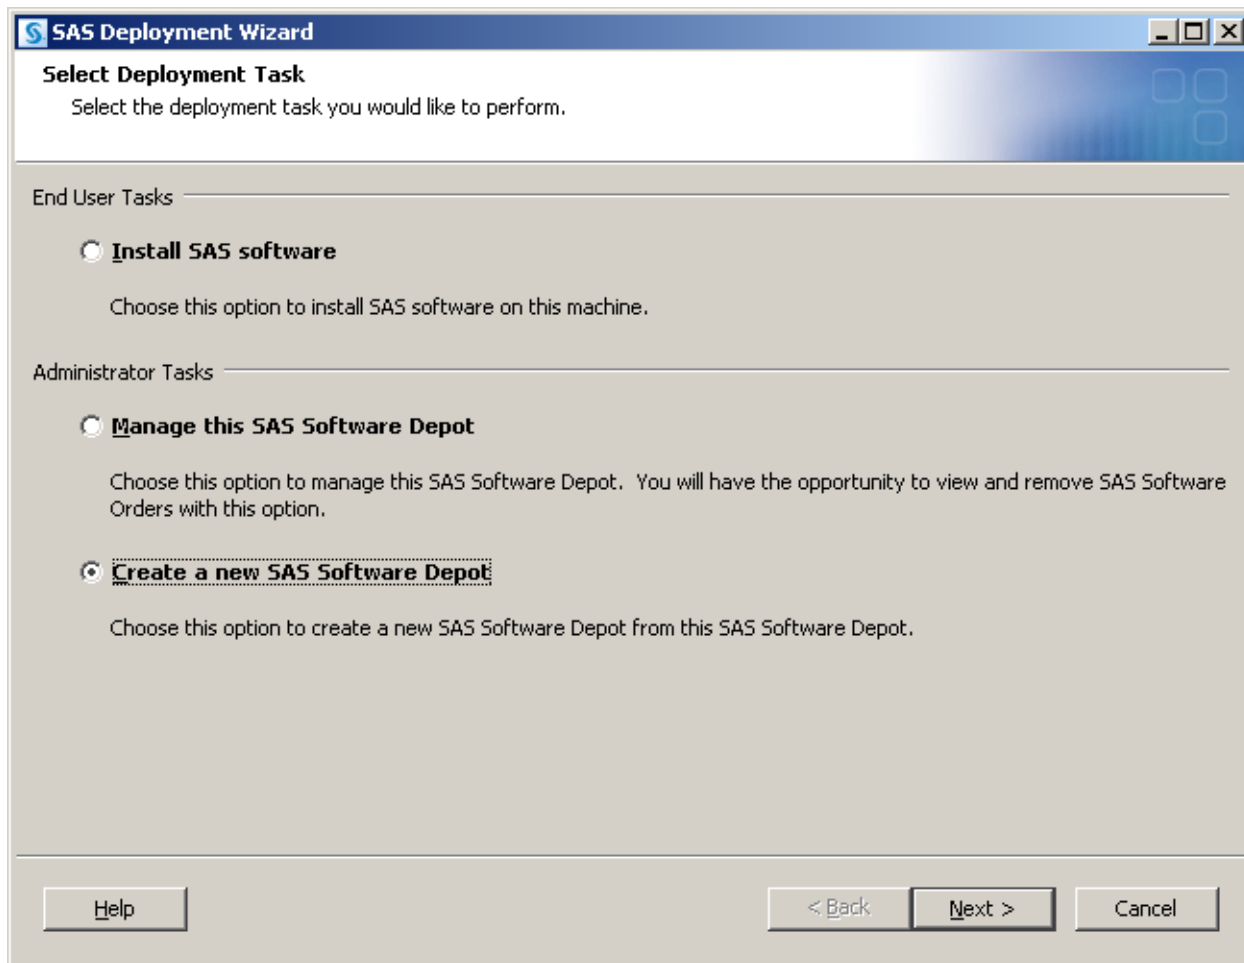 SAS Deployment Wizard
Select Deployment Task
Select the deployment task you would like to perform.
End User Tasks
Install SAS software
Choose this option to install SAS software on this machine.
Administrator Tasks
Manage this SAS Software Depot
Choose this option to manage this SAS Software Depot.  You will have the opportunity to view and remove SAS Software
Orders with this option.
Create a new SAS Software Depot
Choose this option to create a new SAS Software Depot from this SAS Software Depot.
Help
< Back
Next >
Cancel